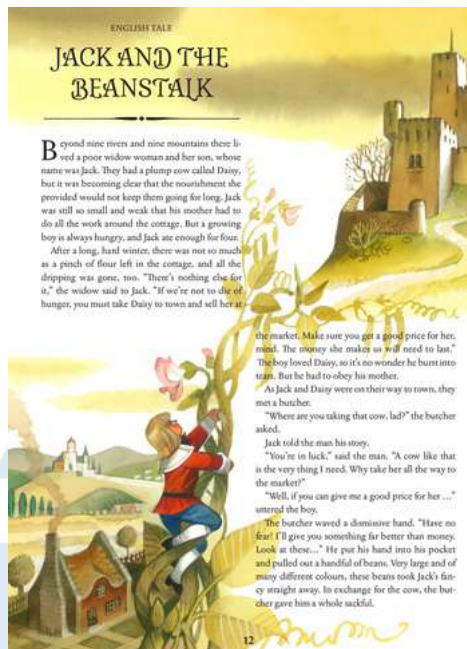 ENGLISH TALE
JACK AND THE
BEANSTALK
Beyond nine rivers and nine mountains there li-
ved a poor widow woman and her son, whose
name was Jack. They had a plump cow called Daisy,
but it was becoming clear that the nourishment she
provided would not keep them going for long. Jack
was still so small and weak that his mother had to
do all the work around the cottage. But a growing
boy is always hungry, and Jack ate enough for four.
After a long, hard winter, there was not so much
as a pinch of flour left in the cottage, and all the
dripping was gone, too. “There’s nothing else for
it,” the widow said to Jack. “If we’re not to die of
hunger, you must take Daisy to town and sell her at
the market. Make sure you get a good price for her,
mind. The money she makes us will need to last.”
The boy loved Daisy, so it’s no wonder he burst into
tears. But he had to obey his mother.
As Jack and Daisy were on their way to town, they
met a butcher.
“Where are you taking that cow, lad?” the butcher
asked.
Jack told the man his story.
“You’re in luck,” said the man. “A cow like that
is the very thing I need. Why take her all the way to
the market?”
“Well, if you can give me a good price for her …”
uttered the boy.
The butcher waved a dismissive hand. “Have no
fear! I’ll give you something far better than money.
Look at these…” He put his hand into his pocket
and pulled out a handful of beans. Very large and of
many different colours, these beans took Jack’s fan-
cy straight away. In exchange for the cow, the but-
cher gave him a whole sackful.
12